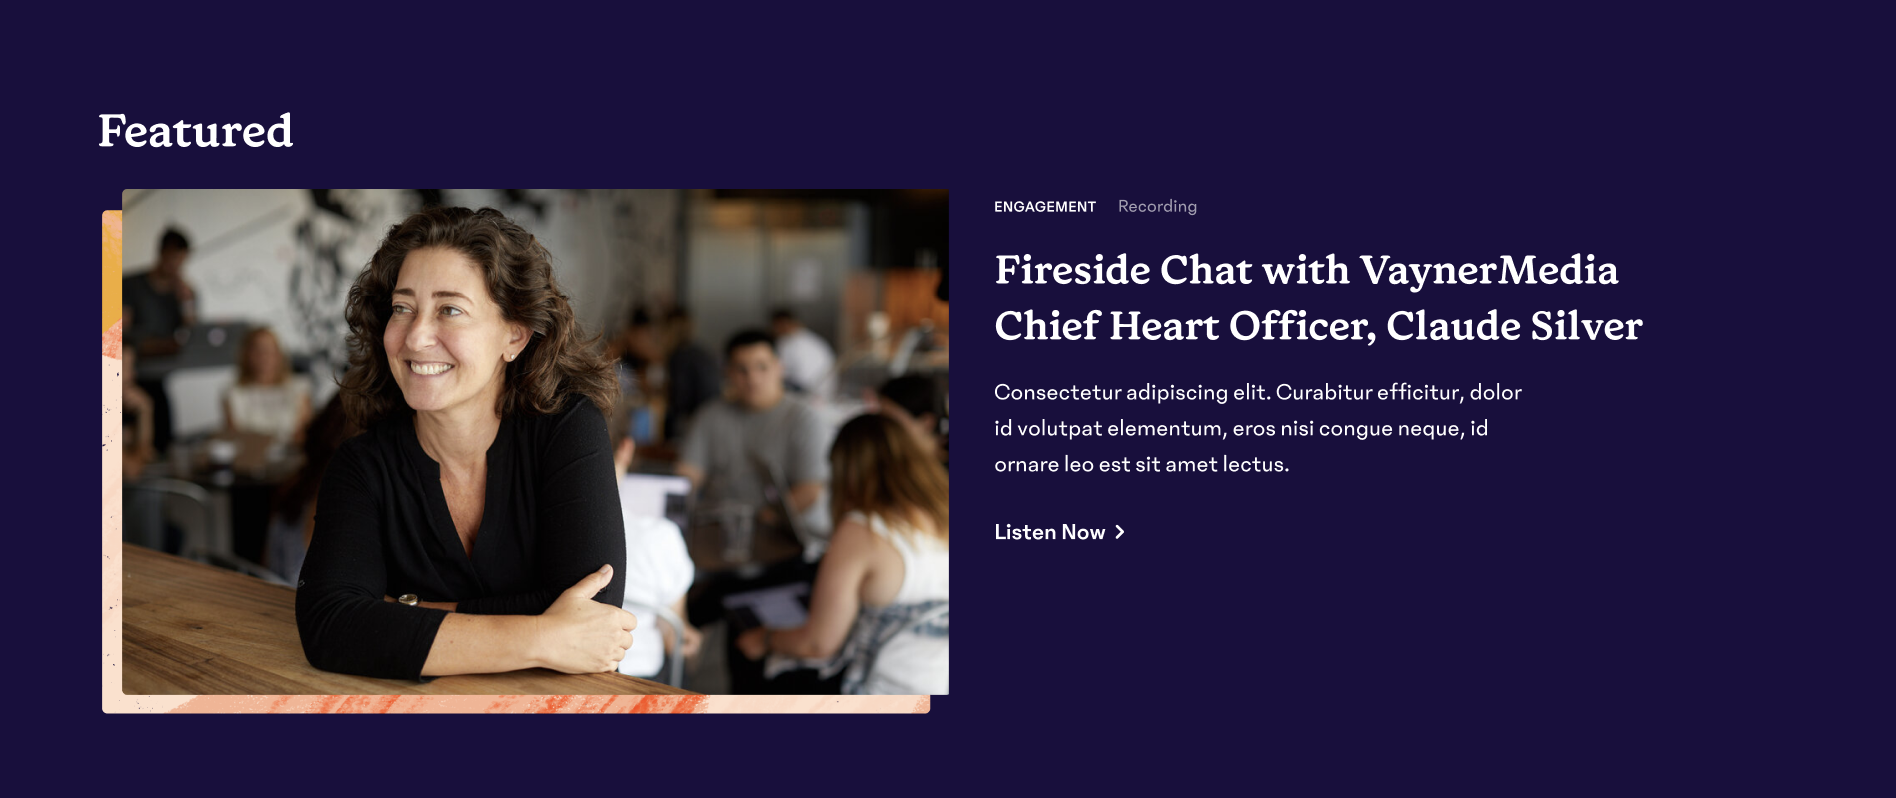 Featured
ENGAGEMENT Recording
Fireside Chat with VaynerMedia
Chief Heart Officer, Claude Silver
Consectetur adipiscing elit. Curabitur efficitur, dolor
id volutpat elementum, eros nisi congue neque, id
ornare leo est sit amet lectus.
Listen Now